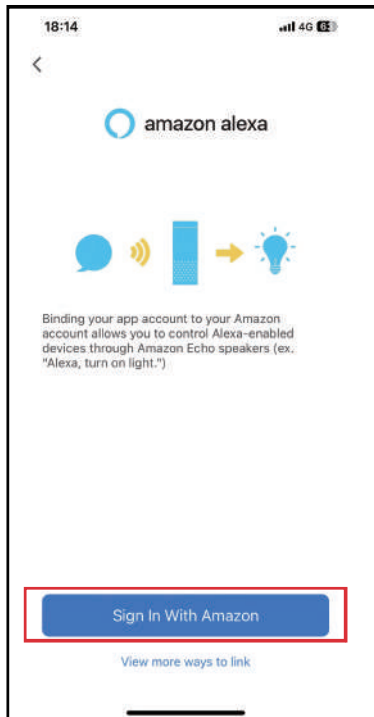 18:14
4G 63
amazon alexa
Binding your app account to your Amazon
account allows you to control Alexa-enabled
devices through Amazon Echo speakers (ex.
"Alexa, turn on light.")
Sign In With Amazon
View more ways to link